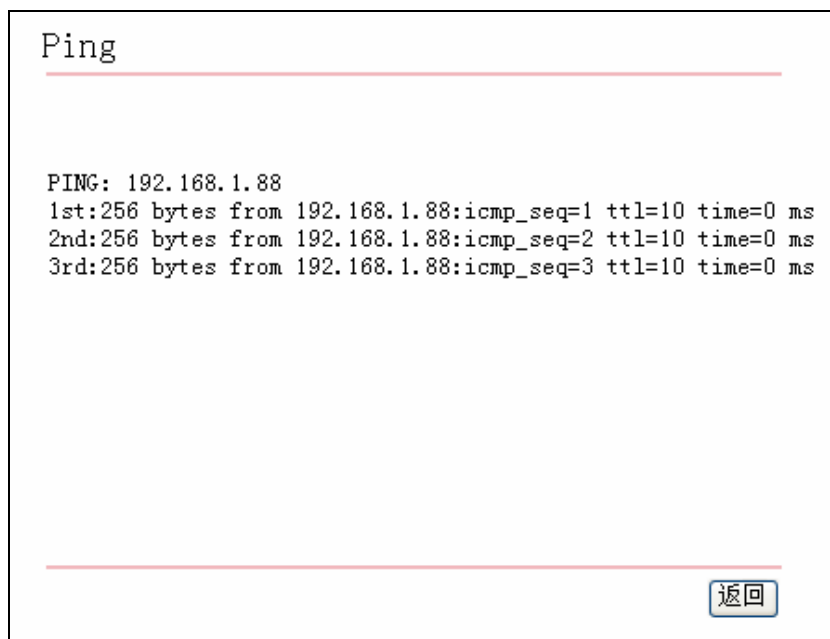 Ping
PING: 192.168.1.88
1st:256 bytes from 192.168.1.88:icmp_seq=1 ttl=10 time=0 ms
2nd:256 bytes from 192.168.1.88:icmp_seq=2 ttl=10 time=0 ms
3rd:256 bytes from 192.168.1.88:icmp_seq=3 ttl=10 time=0 ms
返回